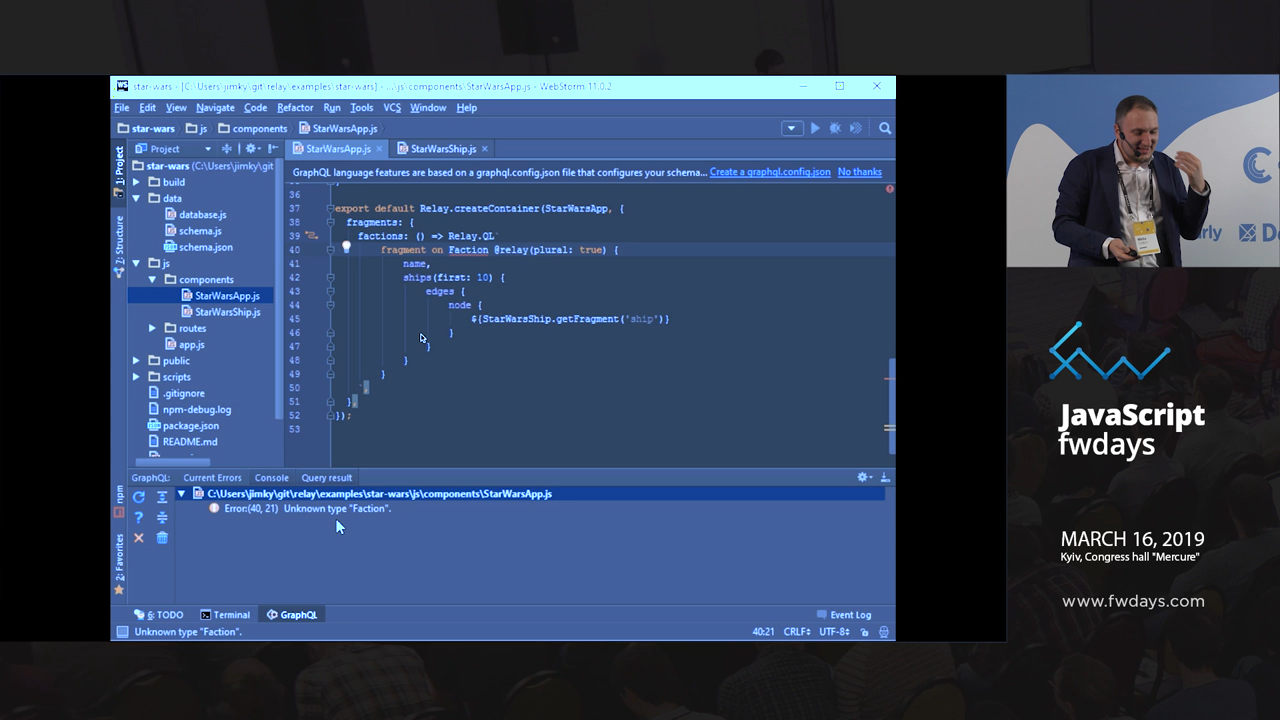 star-wars - [C:\Users\jimky\git\relay\examples\star-wars] - ...\js\components\StarWarsApp.js - WebStorm 11.0.2
File Edit View Navigate Code Refactor Run Tools VCS Window Help
star-wars js components StarWarsApp.js
1: Project
7: Structure
npm
2: Favorites
Project
star-wars (C:\Users\jimky\git
build
data
database.js
schema.js
schema.json
js
components
StarWarsApp.js
StarWarsShip.js
routes
app.js
public
scripts
.gitignore
npm-debug.log
package.json
README.md
StarWarsApp.js StarWarsShip.js
GraphQL language features are based on a graphql.config.json file that configures your schema... Create a graphql.config.json No thanks
36
37 export default Relay.createContainer(StarWarsApp, {
38 fragments: {
39 factions: () => Relay.QL`
40 fragment on Faction @relay(plural: true) {
41 name,
42 ships(first: 10) {
43 edges {
44 node {
45 ${StarWarsShip.getFragment('ship')}
46 }
47 }
48 }
49 }
50 `,
51 },
52 });
53
GraphQL: Current Errors Console Query result
C:\Users\jimky\git\relay\examples\star-wars\js\components\StarWarsApp.js
Error:(40, 21) Unknown type "Faction".
6: TODO Terminal GraphQL Event Log
Unknown type "Faction". 40:21 CRLF UTF-8
JavaScript
fwdays
MARCH 16, 2019
Kyiv, Congress hall "Mercure"
www.fwdays.com